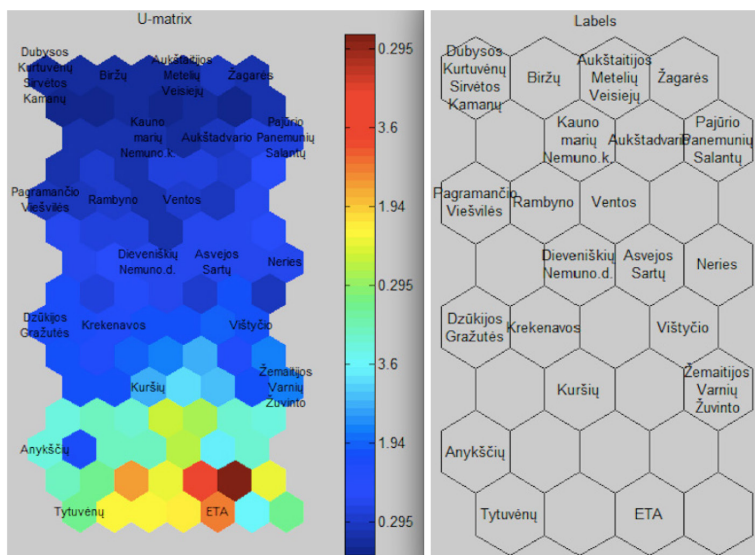 U-matrix
Dubysos
Kurtuvėnų
Sirvėtos
Kamanų
Biržų
Aukštaitijos
Metelių
Veisiejų
Žagarės
Kauno
marių
Nemuno.k.
Aukštadvario
Pajūrio
Panemunių
Salantų
Pagramančio
Viešvilės
Rambyno
Ventos
Dieveniškių
Nemuno.d.
Asvejos
Sartų
Neries
Dzūkijos
Gražutės
Krekenavos
Vištyčio
Kuršių
Žemaitijos
Varnių
Žuvinto
Anykščių
Tytuvėnų
ETA
0.295
3.6
1.94
0.295
3.6
1.94
0.295
Labels
Dubysos
Kurtuvėnų
Sirvėtos
Kamanų
Biržų
Aukštaitijos
Metelių
Veisiejų
Žagarės
Kauno
marių
Nemuno.k.
Aukštadvario
Pajūrio
Panemunių
Salantų
Pagramančio
Viešvilės
Rambyno
Ventos
Dieveniškių
Nemuno.d.
Asvejos
Sartų
Neries
Dzūkijos
Gražutės
Krekenavos
Vištyčio
Kuršių
Žemaitijos
Varnių
Žuvinto
Anykščių
Tytuvėnų
ETA